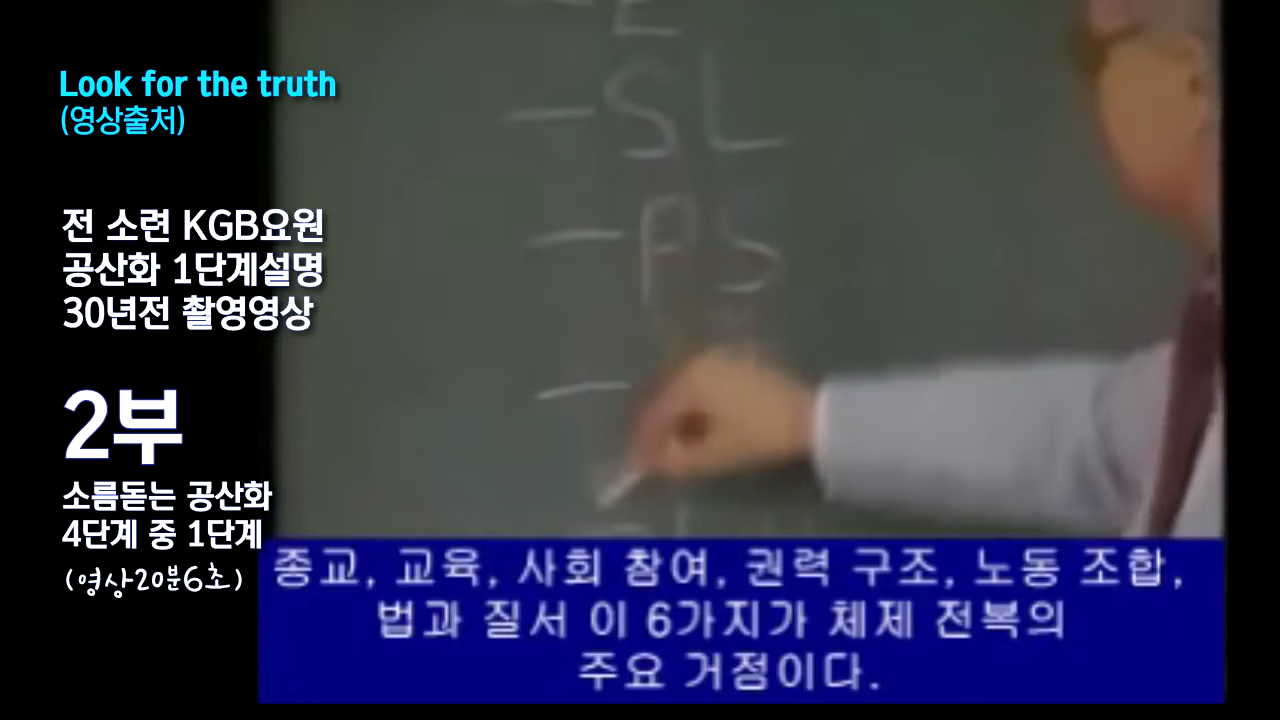 Look for the truth
(영상출처)
전 소련 KGB요원
공산화 1단계설명
30년전 촬영영상
2부
소름돋는 공산화
4단계 중 1단계
(영상20분6초)
- E
- SL
- PS
-
종교, 교육, 사회 참여, 권력 구조, 노동 조합,
법과 질서 이 6가지가 체제 전복의
주요 거점이다.